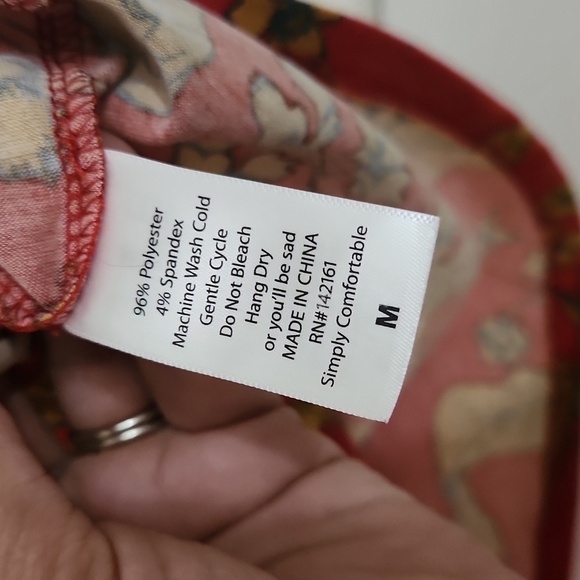 96% Polyester
4% Spandex
Machine Wash Cold
Gentle Cycle
Do Not Bleach
Hang Dry
or you'll be sad
MADE IN CHINA
RN#142161
Simply Comfortable
M